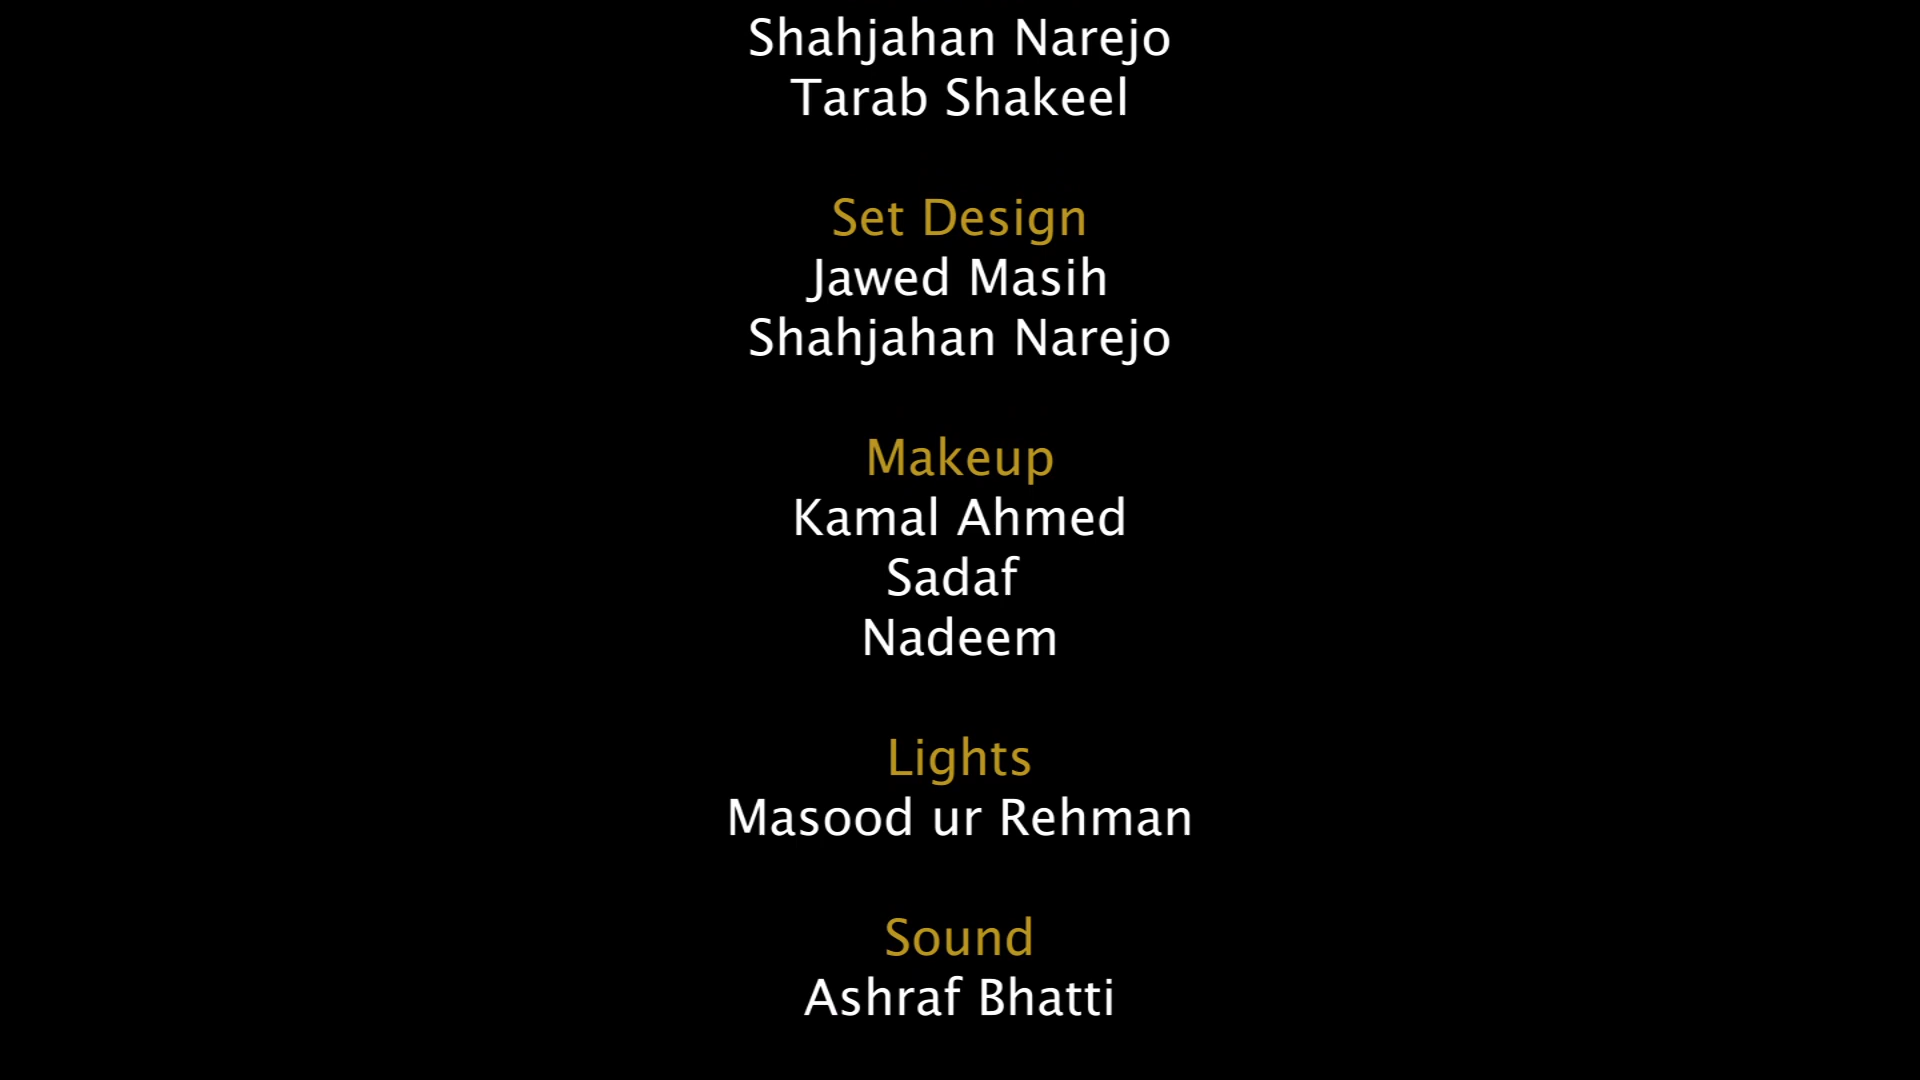 Shahjahan Narejo
Tarab Shakeel
Set Design
Jawed Masih
Shahjahan Narejo
Makeup
Kamal Ahmed
Sadaf
Nadeem
Lights
Masood ur Rehman
Sound
Ashraf Bhatti